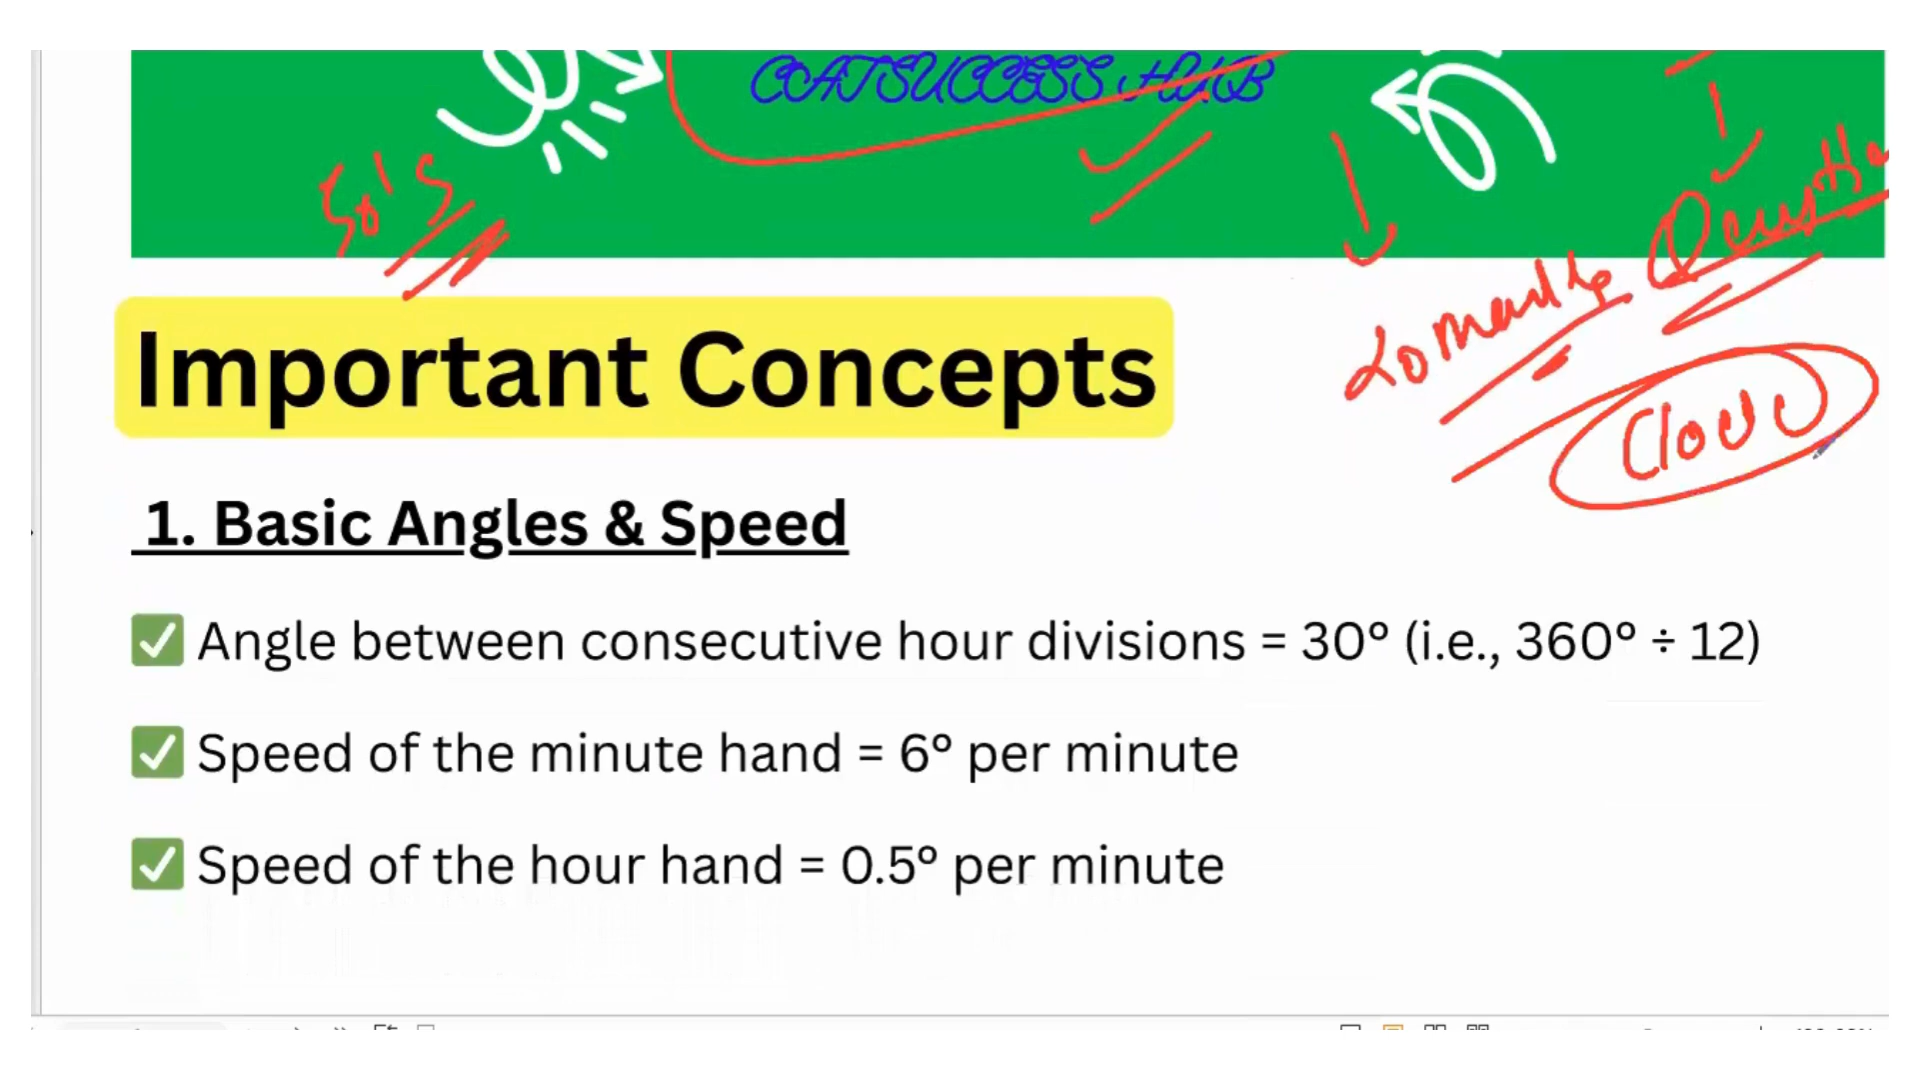 CATSUCCESS HUB
50's
Important Concepts
1. Basic Angles & Speed
✅ Angle between consecutive hour divisions = 30° (i.e., 360° ÷ 12)
✅ Speed of the minute hand = 6° per minute
✅ Speed of the hour hand = 0.5° per minute